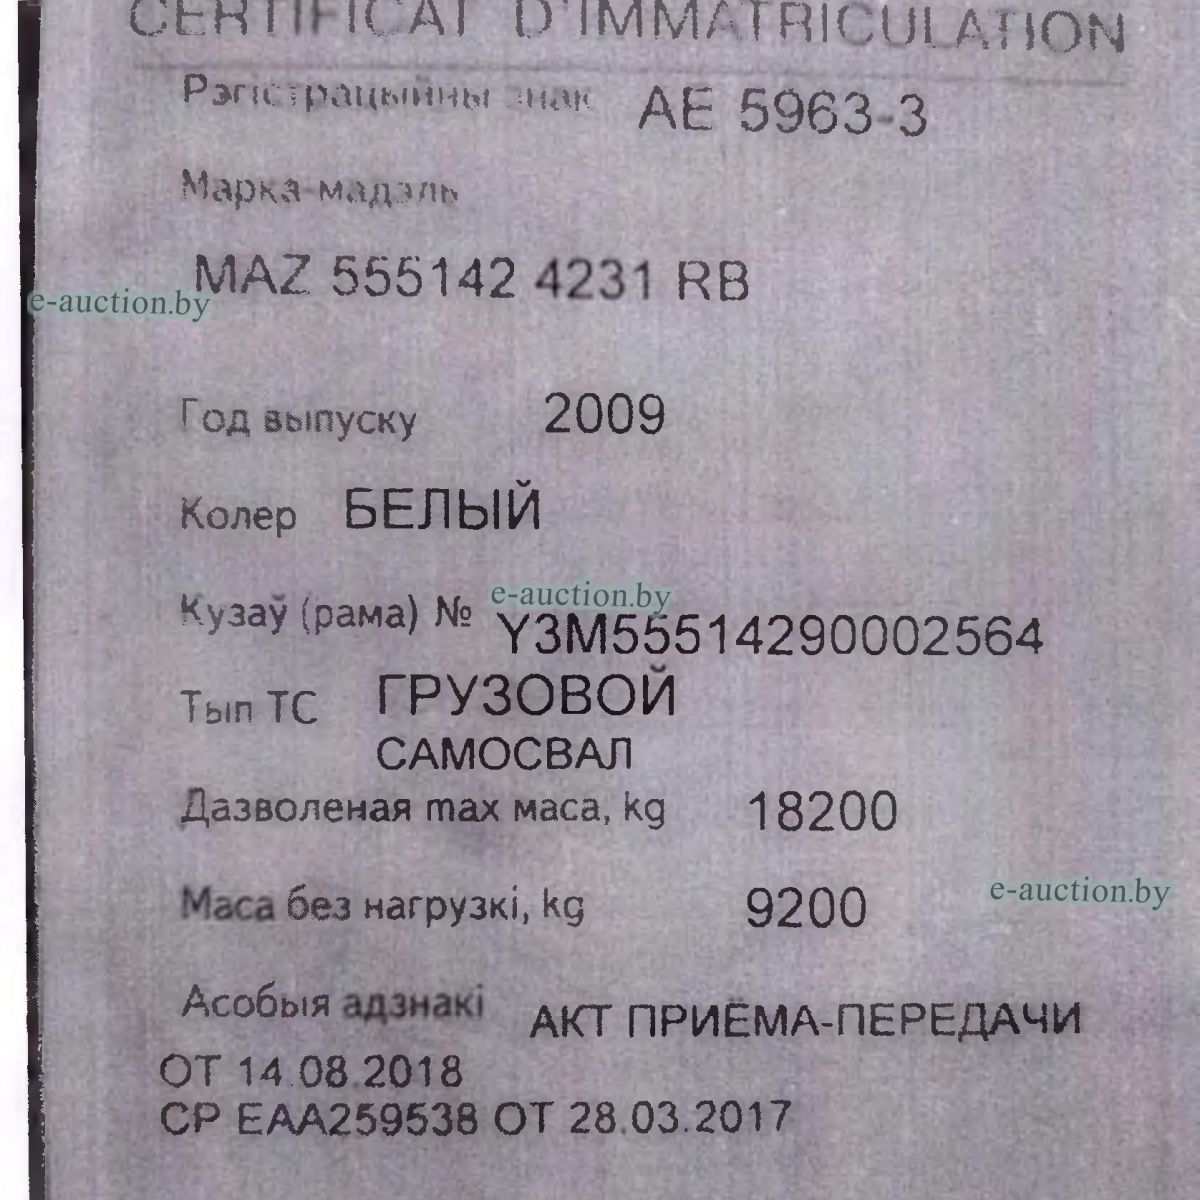 CERTIFICAT D'IMMATRICULATION
Рэгістрацыйны знак АЕ 5963-3
Марка-мадэль
MAZ 555142 4231 RB
e-auction.by
Год выпуску 2009
Колер БЕЛЫЙ
e-auction.by
Кузаў (рама) № Y3M55514290002564
Тып ТС ГРУЗОВОЙ
САМОСВАЛ
Дазволеная max маса, kg 18200
e-auction.by
Маса без нагрузкі, kg 9200
Асобыя адзнакі АКТ ПРИЁМА-ПЕРЕДАЧИ
ОТ 14.08.2018
СР ЕАА259538 ОТ 28.03.2017